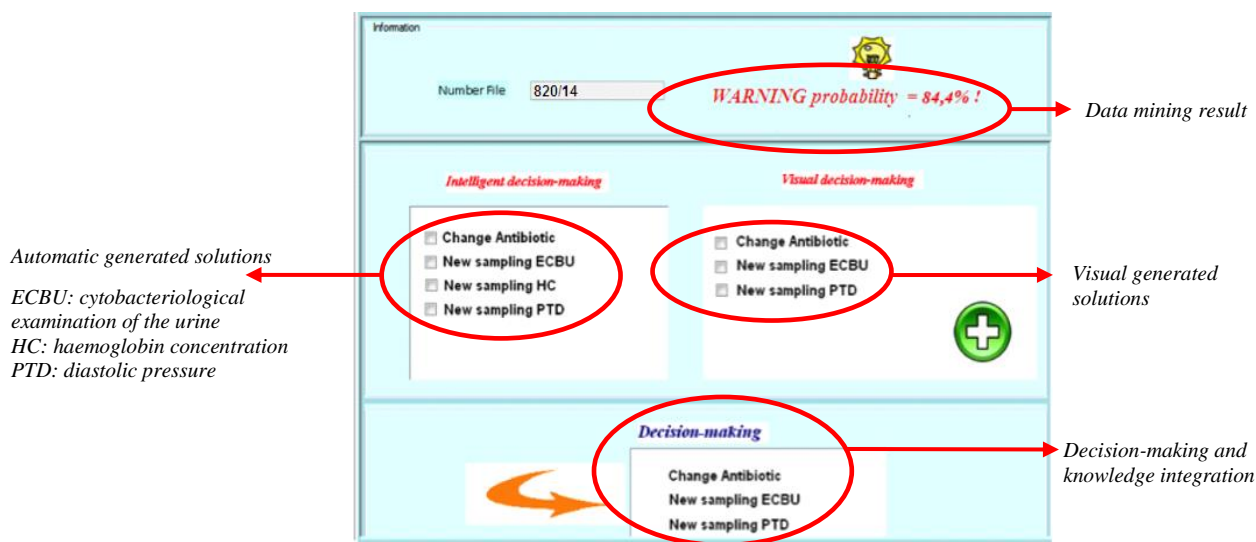 Information
Number File 820/14
WARNING probability = 84,4% !
Data mining result
Intelligent decision-making
Change Antibiotic
New sampling ECBU
New sampling HC
New sampling PTD
Visual decision-making
Change Antibiotic
New sampling ECBU
New sampling PTD
Automatic generated solutions
ECBU: cytobacteriological
examination of the urine
HC: haemoglobin concentration
PTD: diastolic pressure
Visual generated
solutions
Decision-making
Change Antibiotic
New sampling ECBU
New sampling PTD
Decision-making and
knowledge integration